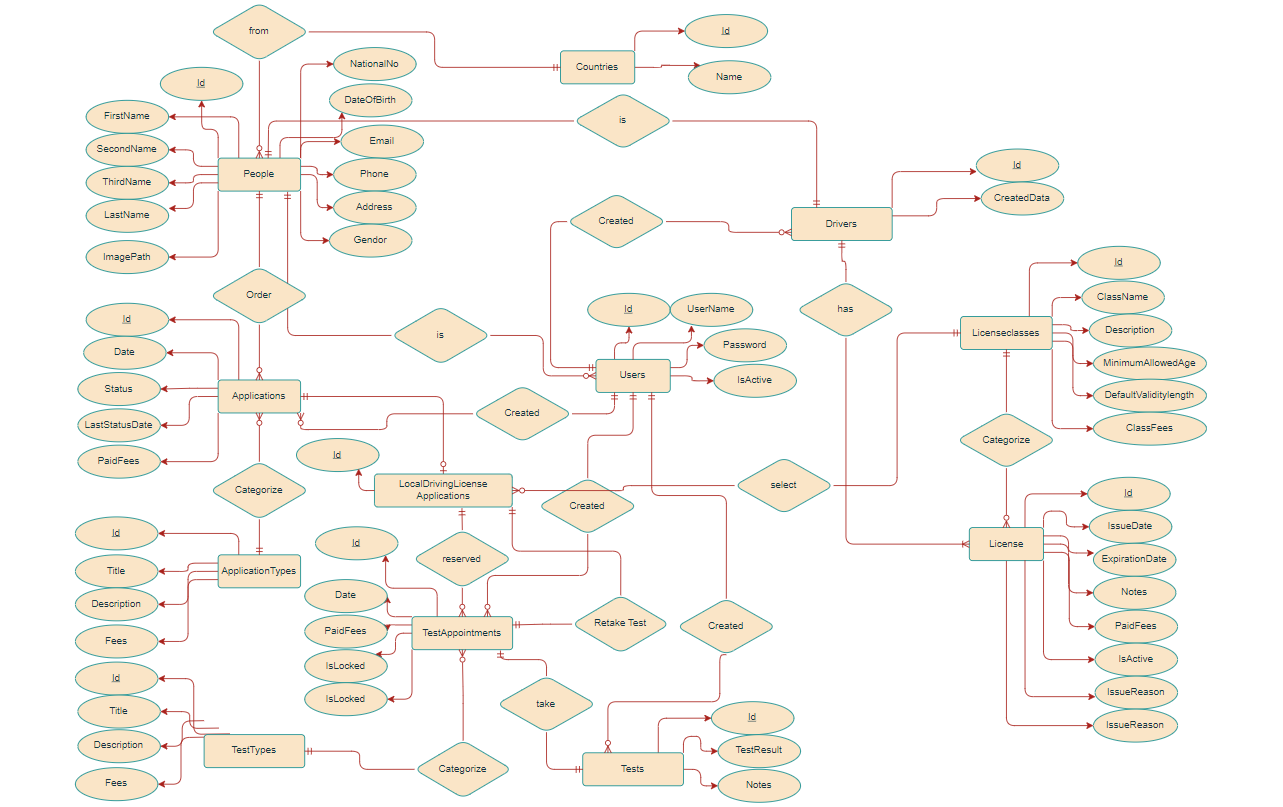 from
Id
Countries
NationalNo
Name
Id
DateOfBirth
FirstName
is
Email
SecondName
Id
People
Phone
ThirdName
CreatedData
Address
LastName
Created
Drivers
Gendor
ImagePath
Id
Order
ClassName
Id
UserName
has
Id
Description
Licenseclasses
is
Password
Date
MinimumAllowedAge
Users
IsActive
Status
Applications
DefaultValiditylength
Created
LastStatusDate
ClassFees
Categorize
Id
PaidFees
LocalDrivingLicense
Applications
select
Categorize
Id
Created
IssueDate
Id
Id
License
reserved
ExpirationDate
Title
ApplicationTypes
Notes
Date
Description
Retake Test
Created
PaidFees
PaidFees
TestAppointments
Fees
IsActive
IsLocked
Id
IssueReason
IsLocked
take
Title
Id
IssueReason
Description
TestTypes
TestResult
Categorize
Tests
Fees
Notes